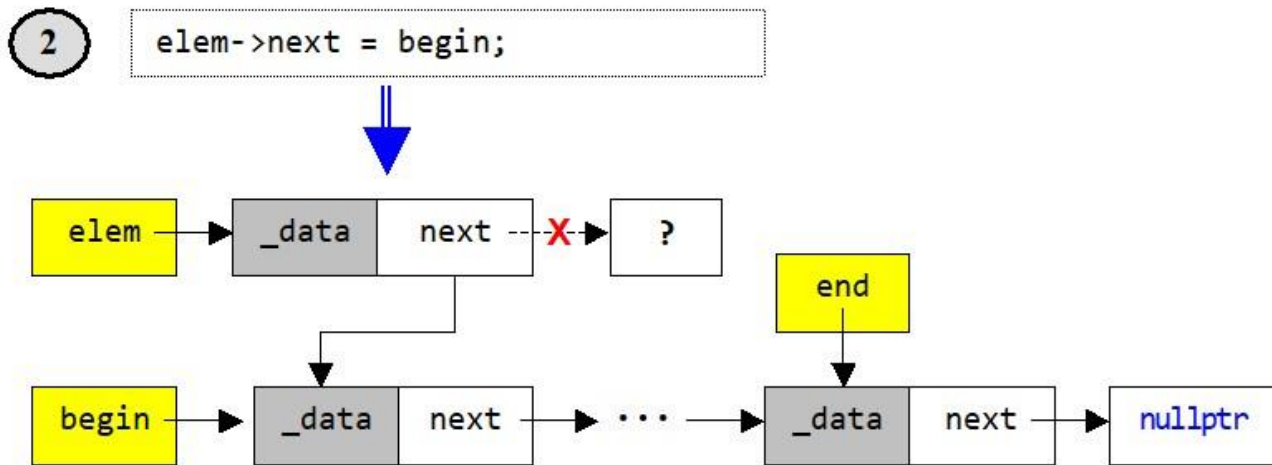 2
elem->next = begin;
elem _data next X ?
end
begin _data next ... _data next nullptr